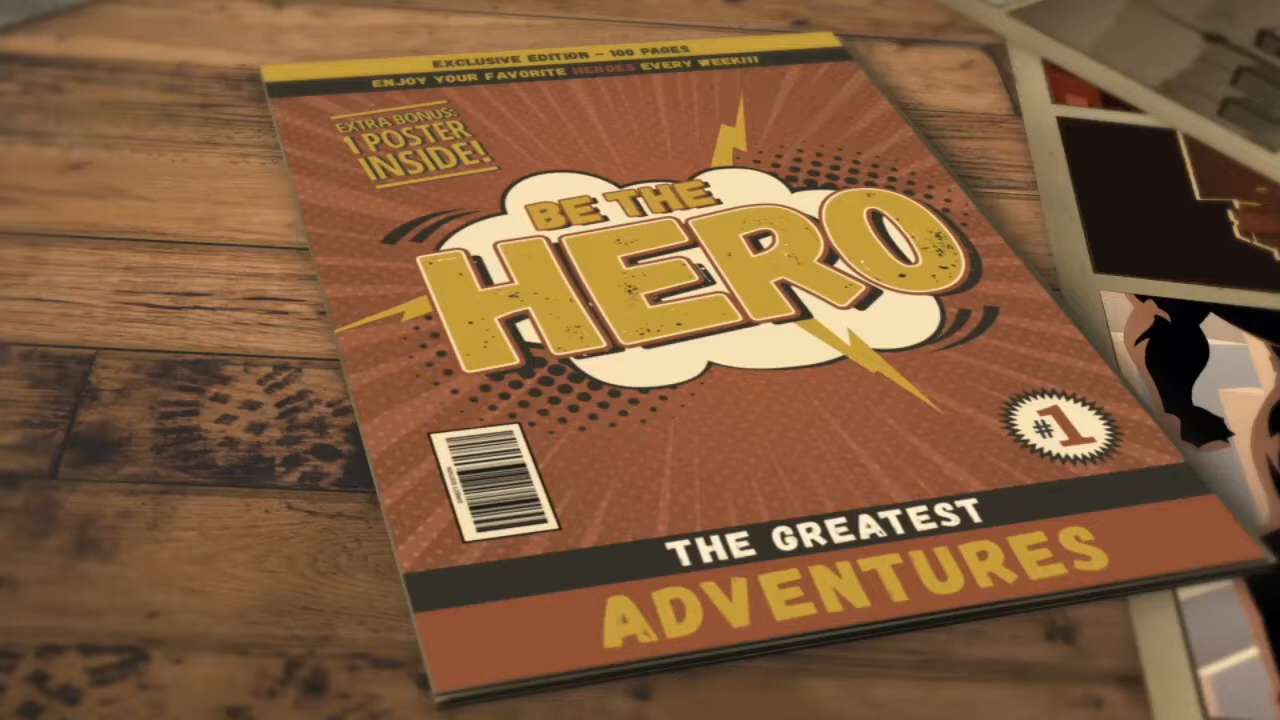 EXCLUSIVE EDITION – 100 PAGES
ENJOY YOUR FAVORITE HEROES EVERY WEEK!!!
EXTRA BONUS:
1 POSTER
INSIDE!
BE THE
HERO
#1
THE GREATEST
ADVENTURES